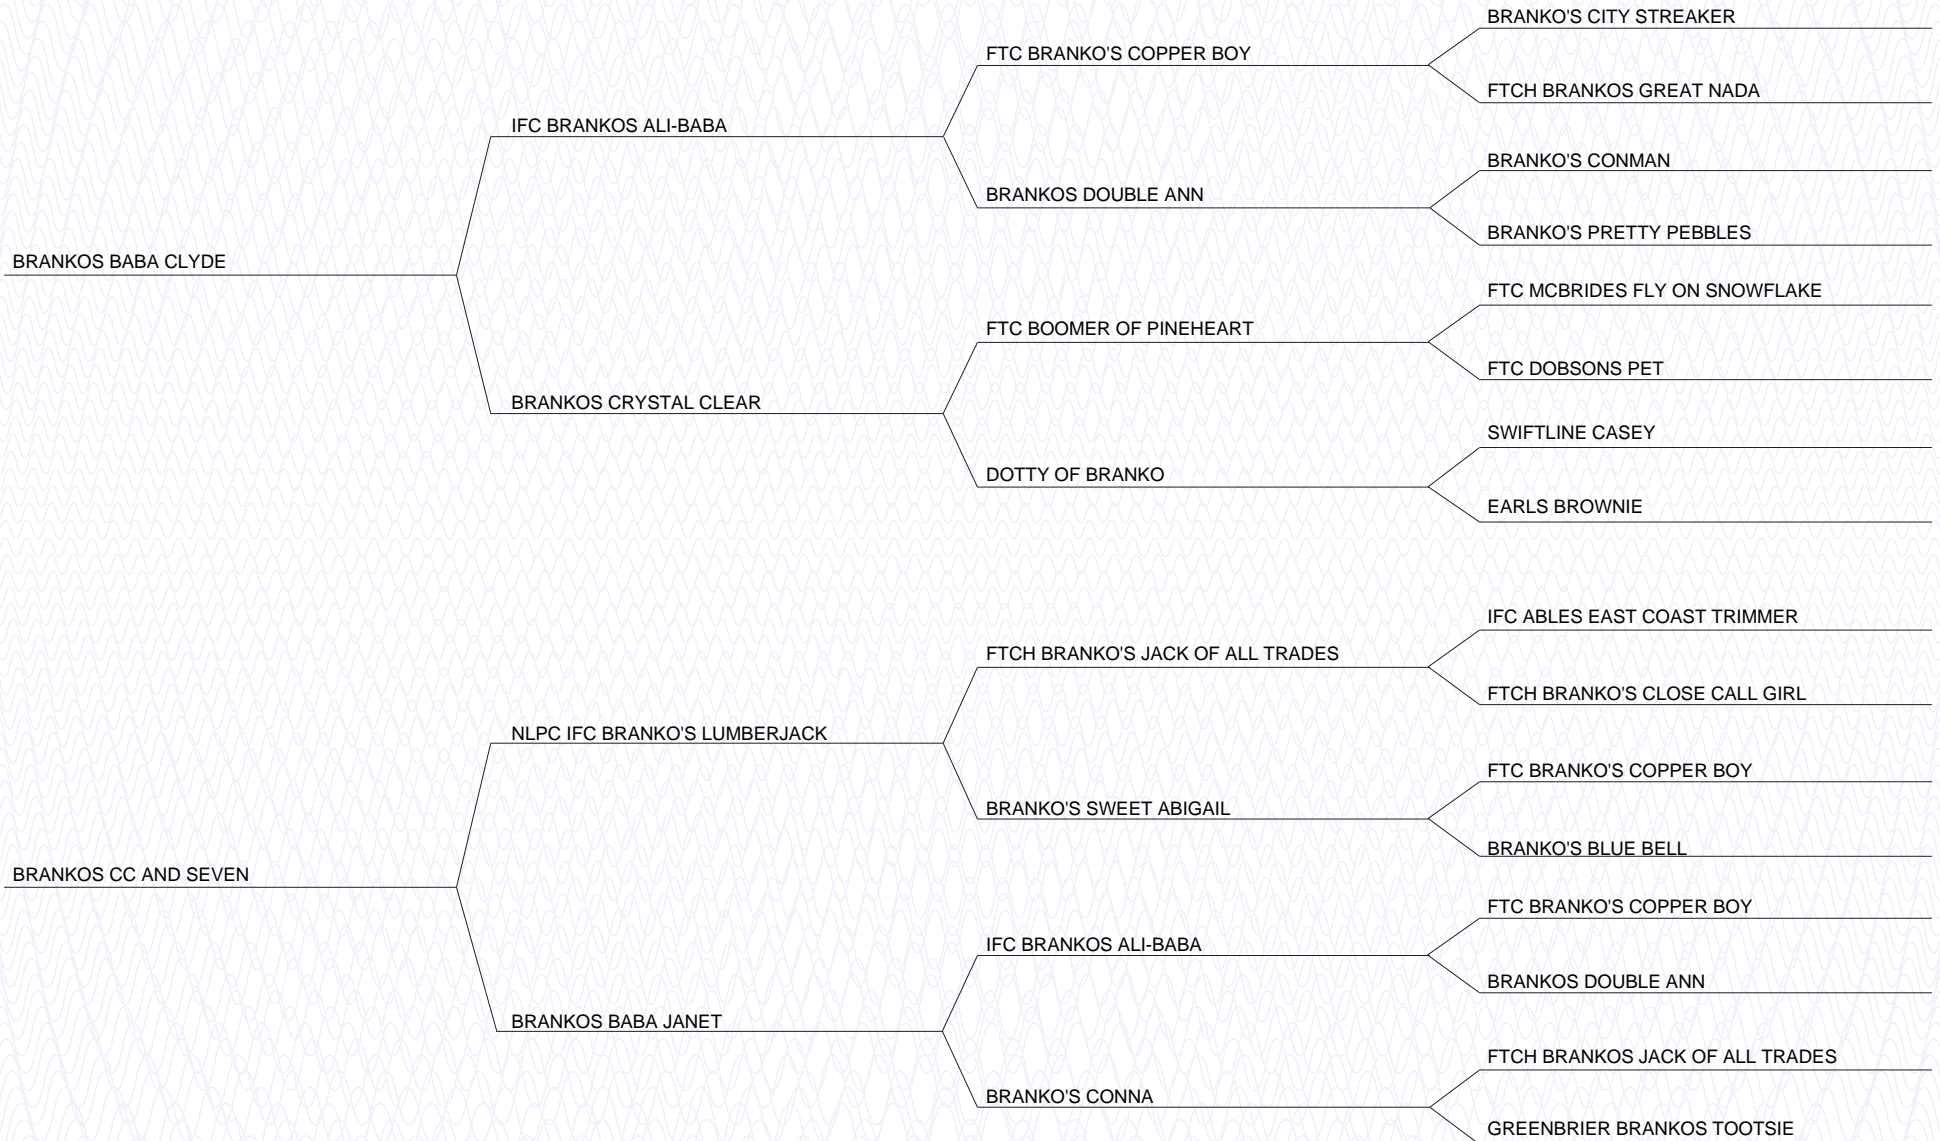 BRANKO'S CITY STREAKER
FTC BRANKO'S COPPER BOY
FTCH BRANKOS GREAT NADA
IFC BRANKOS ALI-BABA
BRANKO'S CONMAN
BRANKOS DOUBLE ANN
BRANKO'S PRETTY PEBBLES
BRANKOS BABA CLYDE
FTC MCBRIDES FLY ON SNOWFLAKE
FTC BOOMER OF PINEHEART
FTC DOBSONS PET
BRANKOS CRYSTAL CLEAR
SWIFTLINE CASEY
DOTTY OF BRANKO
EARLS BROWNIE
IFC ABLES EAST COAST TRIMMER
FTCH BRANKO'S JACK OF ALL TRADES
FTCH BRANKO'S CLOSE CALL GIRL
NLPC IFC BRANKO'S LUMBERJACK
FTC BRANKO'S COPPER BOY
BRANKO'S SWEET ABIGAIL
BRANKO'S BLUE BELL
BRANKOS CC AND SEVEN
FTC BRANKO'S COPPER BOY
IFC BRANKOS ALI-BABA
BRANKOS DOUBLE ANN
BRANKOS BABA JANET
FTCH BRANKOS JACK OF ALL TRADES
BRANKO'S CONNA
GREENBRIER BRANKOS TOOTSIE